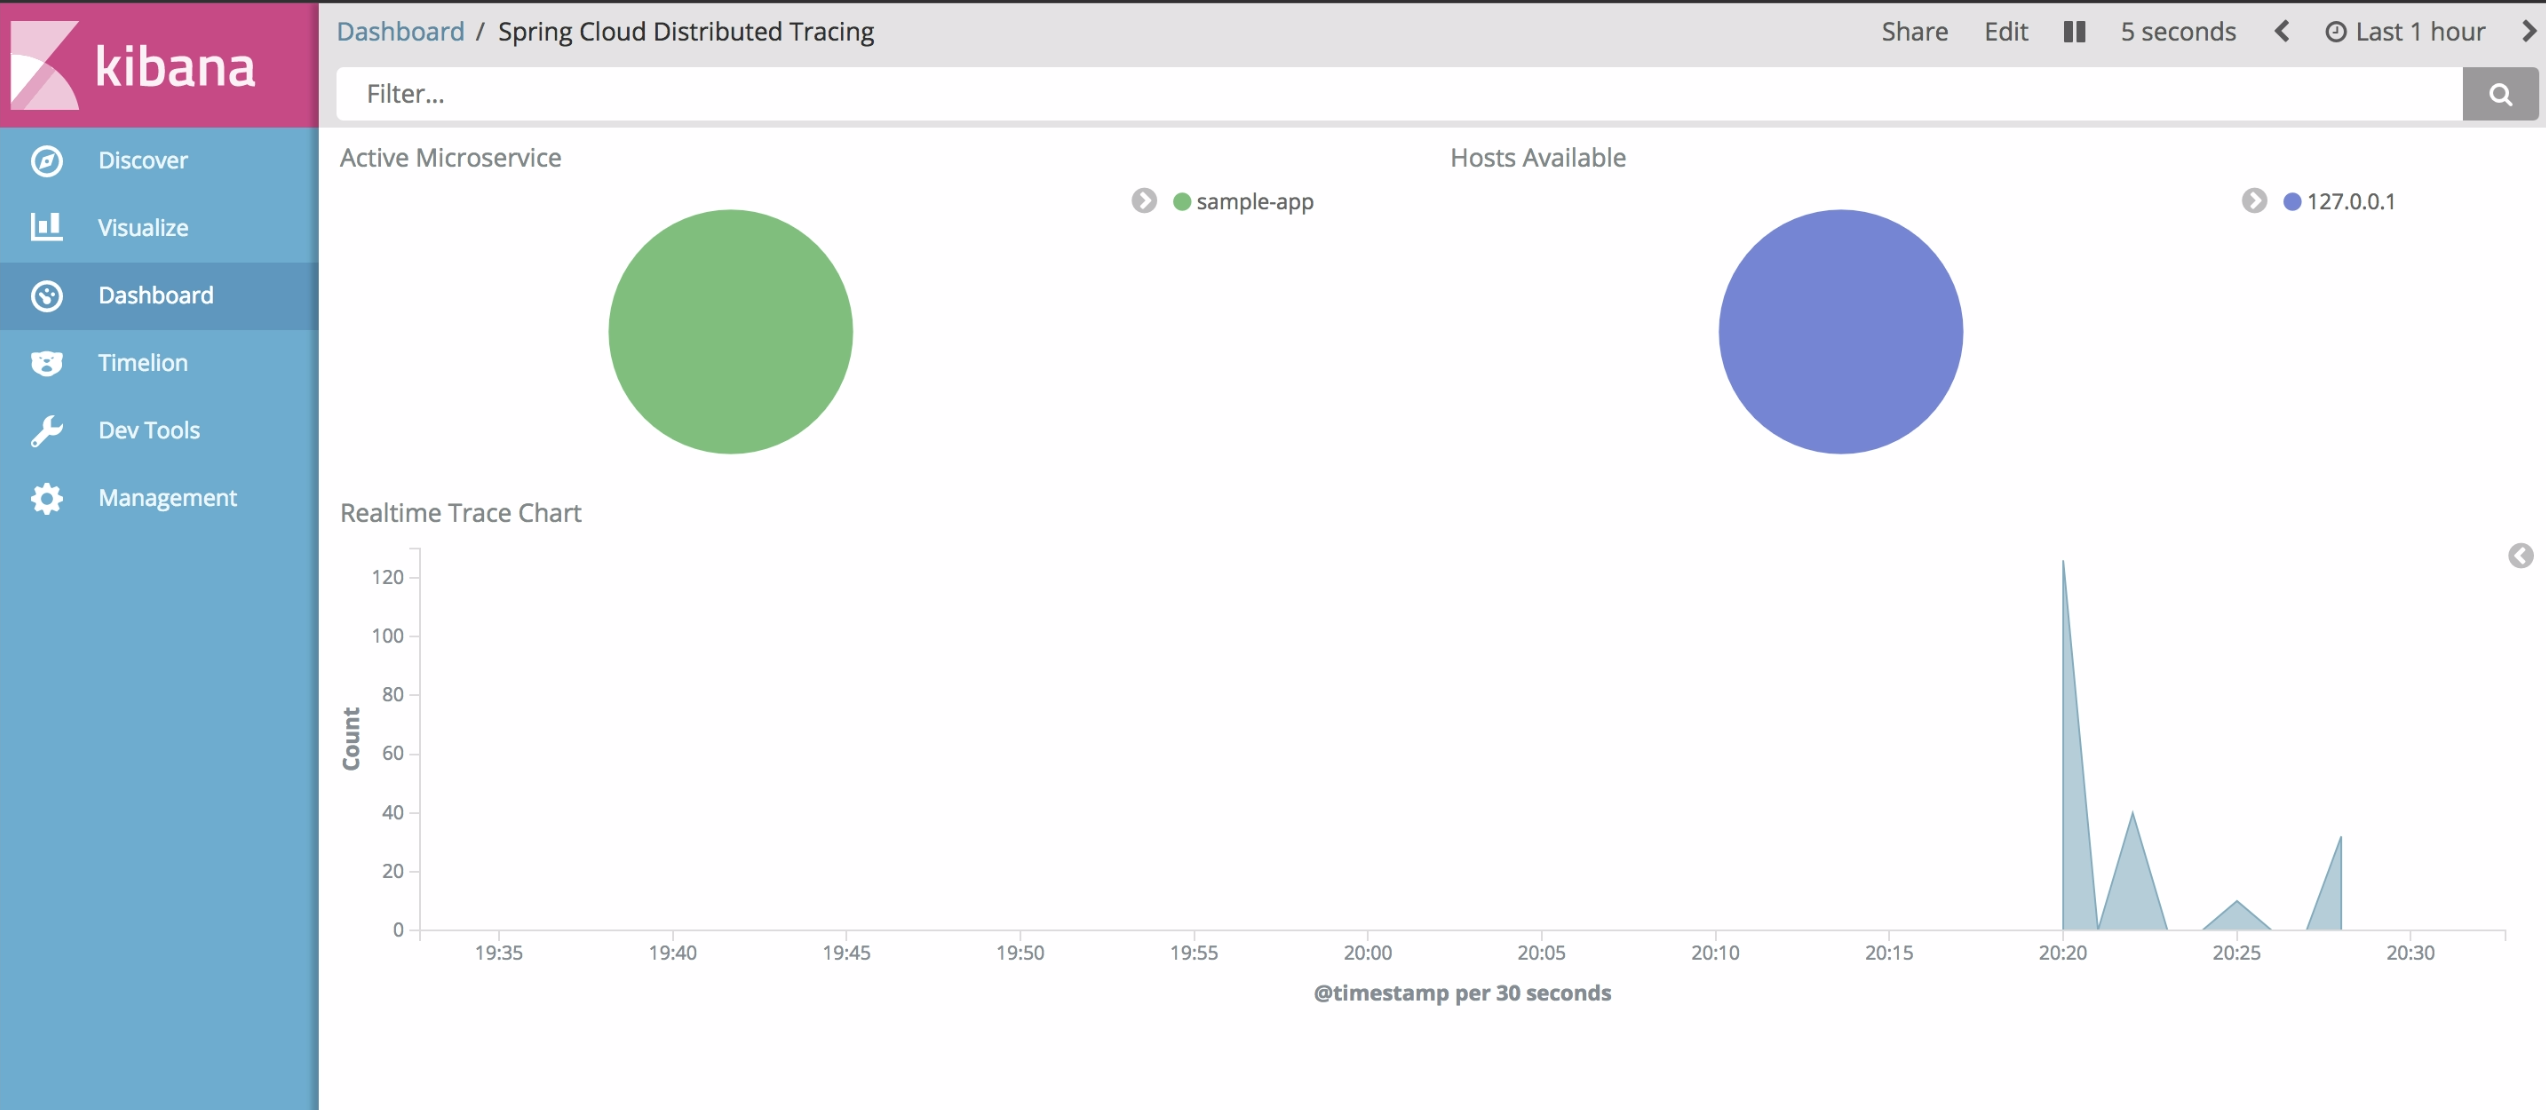 kibana
Dashboard / Spring Cloud Distributed Tracing
Share Edit 5 seconds Last 1 hour
Filter...
Discover
Visualize
Dashboard
Timelion
Dev Tools
Management
Active Microservice
sample-app
Hosts Available
127.0.0.1
Realtime Trace Chart
120
100
80
60
40
20
0
Count
19:35 19:40 19:45 19:50 19:55 20:00 20:05 20:10 20:15 20:20 20:25 20:30
@timestamp per 30 seconds